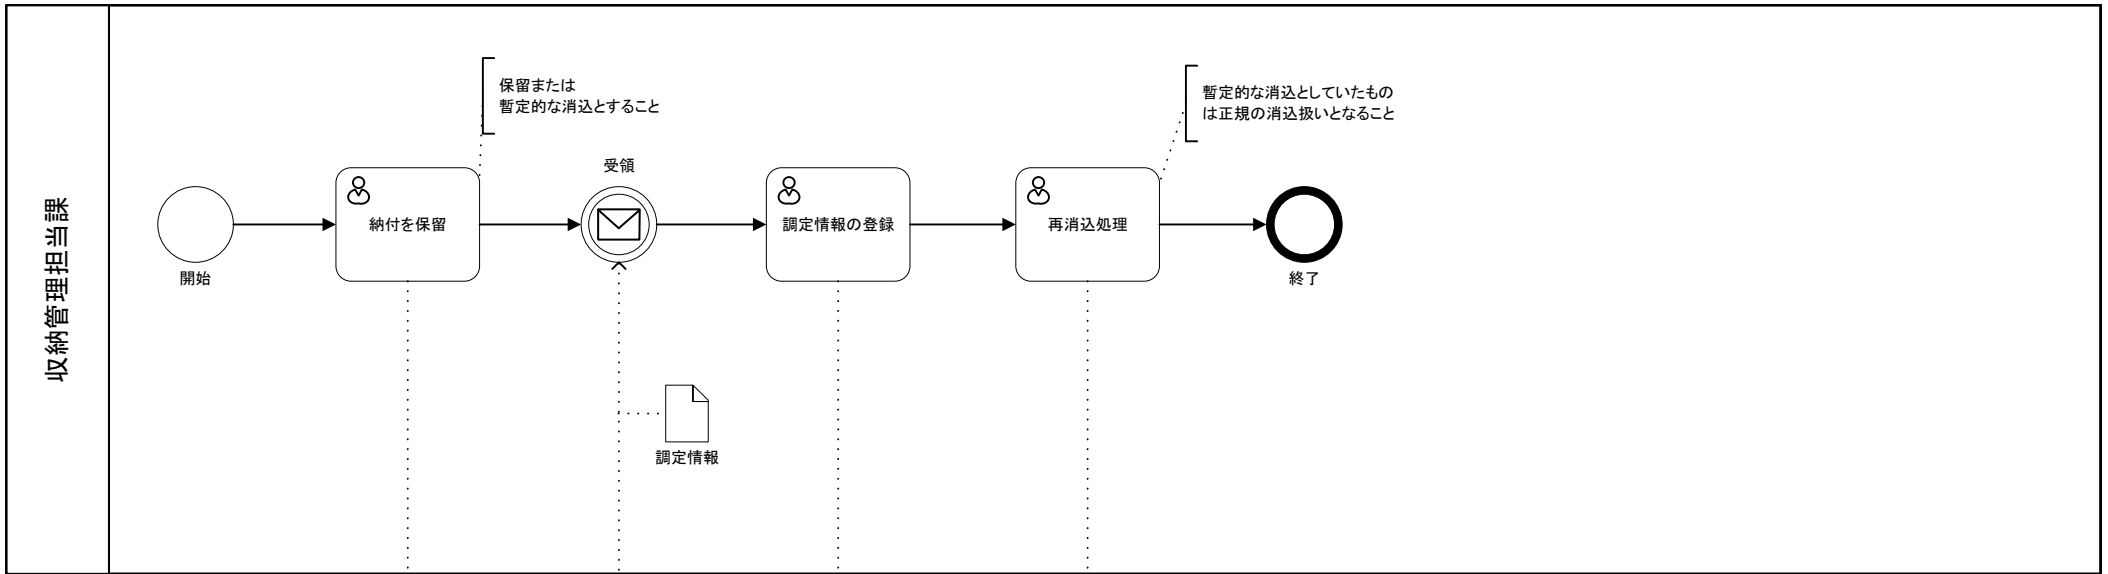 収納管理担当課
保留または
暫定的な消込とすること
暫定的な消込としていたもの
は正規の消込扱いとなること
受領
納付を保留
調定情報の登録
再消込処理
開始
終了
調定情報